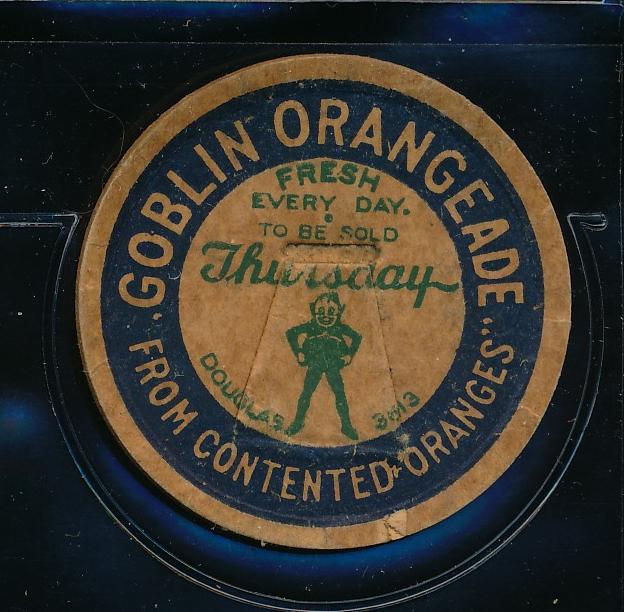 "GOBLIN ORANGEADE"
FROM CONTENTED ORANGES"
FRESH
EVERY DAY.
TO BE SOLD
Thursday
DOUGLAS 3613